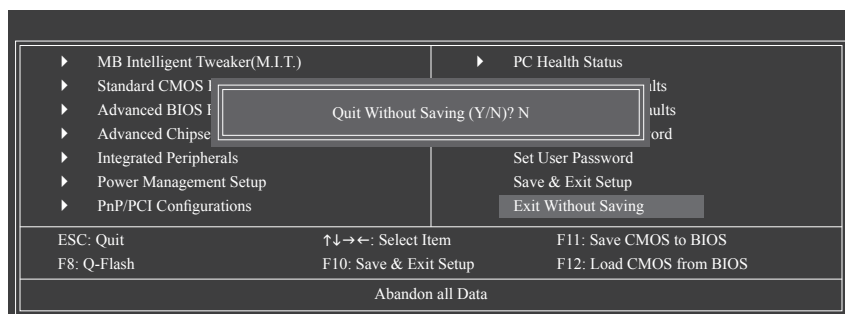 MB Intelligent Tweaker(M.I.T.)
Standard CMOS
Advanced BIOS
Advanced
Integrated Peripherals
Power Management Setup
PnP/PCI Configurations
PC Health Status
Set User Password
Save & Exit Setup
Exit Without Saving
Quit Without Saving (Y/N)? N
ESC: Quit
↑↓→←: Select Item
F11: Save CMOS to BIOS
F8: Q-Flash
F10: Save & Exit Setup
F12: Load CMOS from BIOS
Abandon all Data